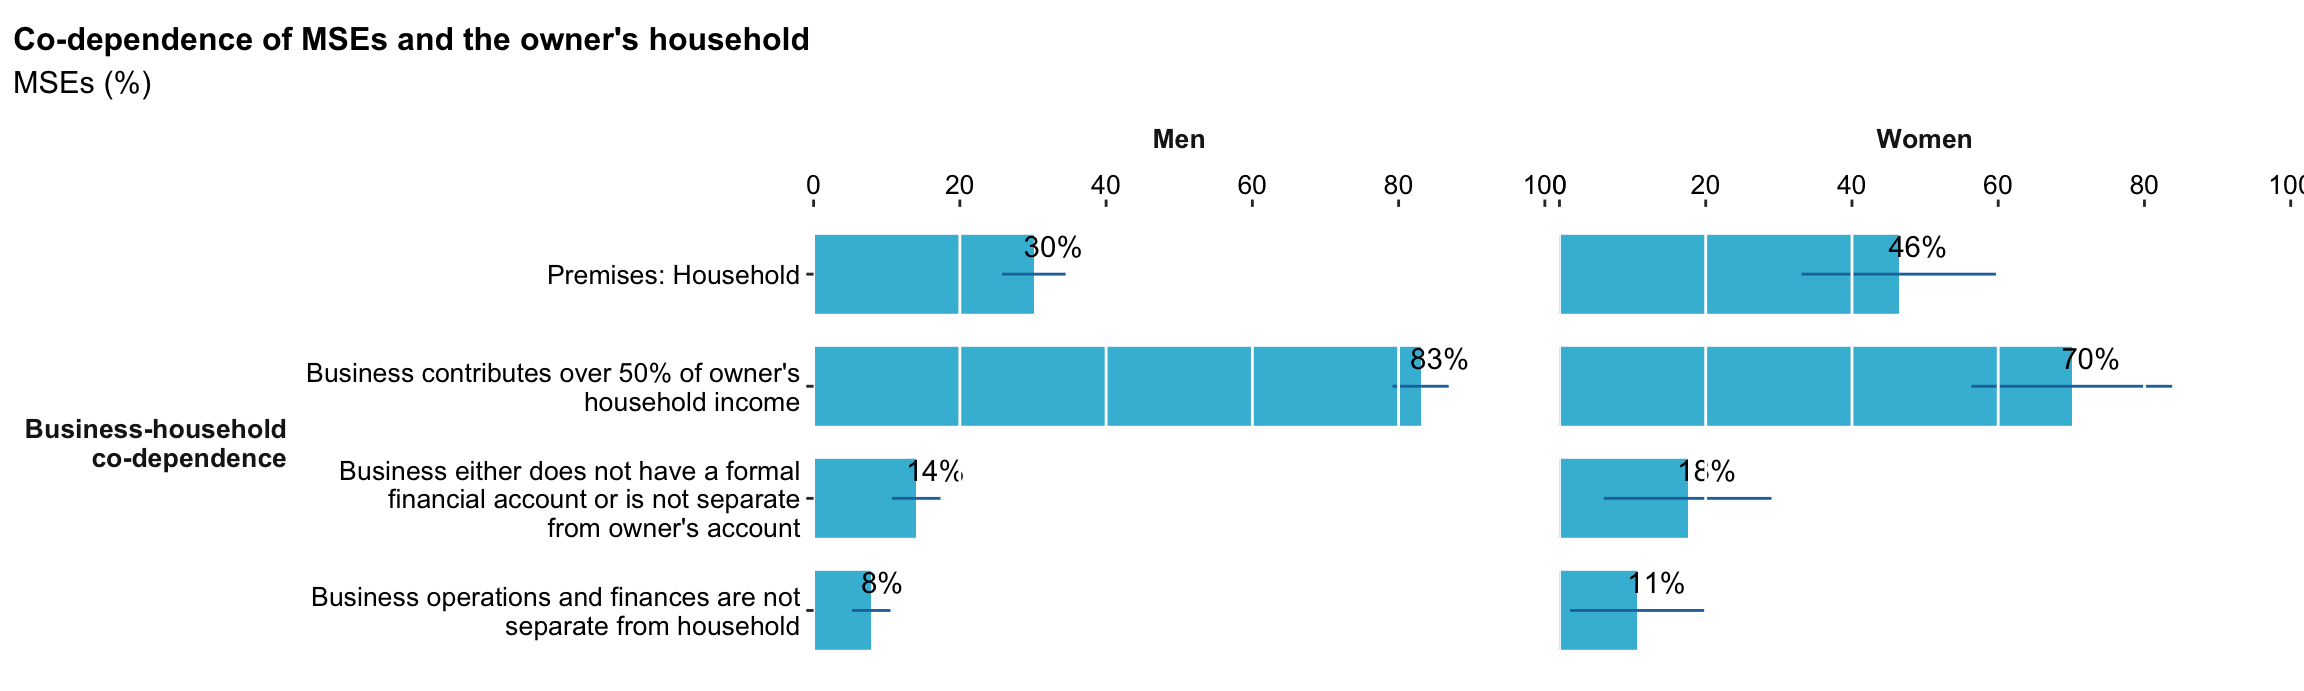 Co-dependence of MSEs and the owner's household
MSEs (%)
Men
Women
0 20 40 60 80 100
0 20 40 60 80 100
Premises: Household
30%
46%
Business contributes over 50% of owner's
household income
83%
70%
Business-household
co-dependence
Business either does not have a formal
financial account or is not separate
from owner's account
14%
18%
Business operations and finances are not
separate from household
8%
11%